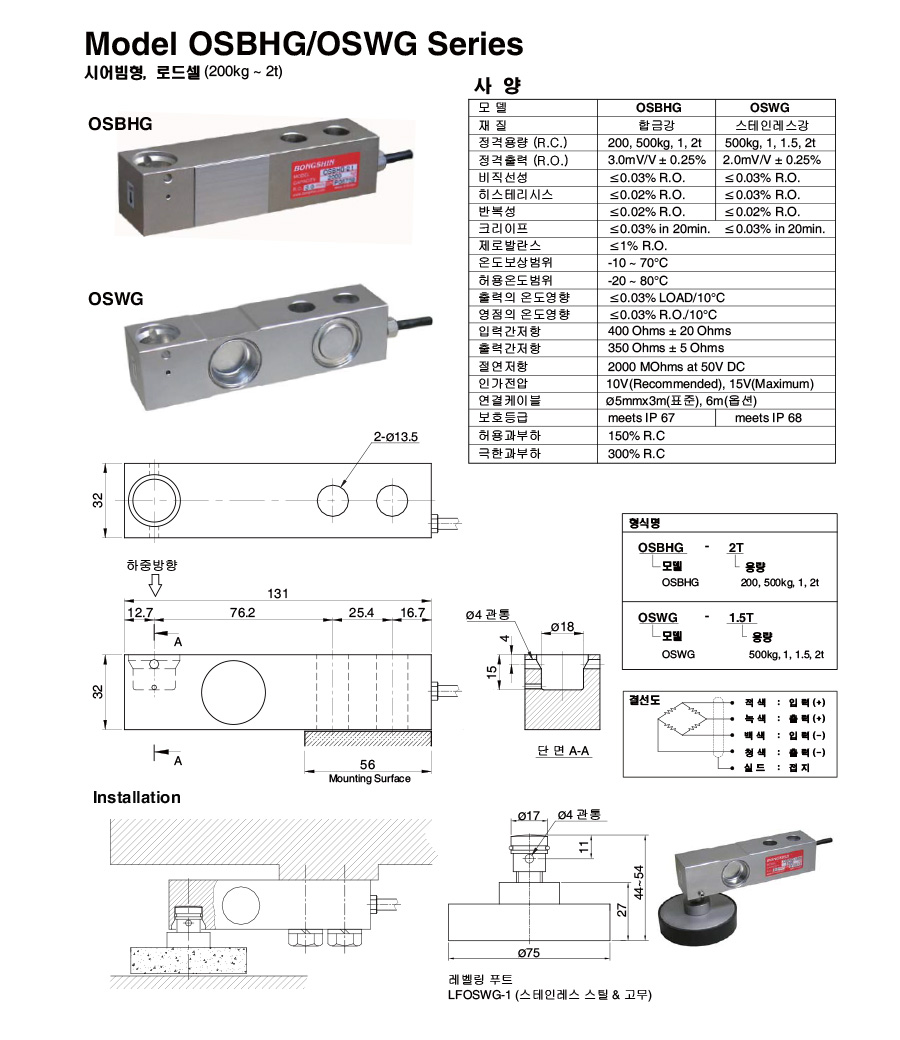 Model OSBHG/OSWG Series
시어빔형, 로드셀 (200kg ~ 2t)
OSBHG
BONGSHIN
OSWG
사 양
모 델 OSBHG OSWG
재 질 합금강 스테인레스강
정격용량 (R.C.) 200, 500kg, 1, 2t 500kg, 1, 1.5, 2t
정격출력 (R.O.) 3.0mV/V ± 0.25% 2.0mV/V ± 0.25%
비직선성 ≤0.03% R.O. ≤0.03% R.O.
히스테리시스 ≤0.02% R.O. ≤0.03% R.O.
반복성 ≤0.02% R.O. ≤0.02% R.O.
크리이프 ≤0.03% in 20min. ≤0.03% in 20min.
제로발란스 ≤1% R.O.
온도보상범위 -10 ~ 70°C
허용온도범위 -20 ~ 80°C
출력의 온도영향 ≤0.03% LOAD/10°C
영점의 온도영향 ≤0.03% R.O./10°C
입력간저항 400 Ohms ± 20 Ohms
출력간저항 350 Ohms ± 5 Ohms
절연저항 2000 MOhms at 50V DC
인가전압 10V(Recommended), 15V(Maximum)
연결케이블 Ø5mmx3m(표준), 6m(옵션)
보호등급 meets IP 67 meets IP 68
허용과부하 150% R.C
극한과부하 300% R.C
2-Ø13.5
32
하중방향
131
12.7 76.2 25.4 16.7
A
32
A
56
Mounting Surface
Ø4 관통
Ø18
4
15
단 면 A-A
형식명
OSBHG - 2T
모델 용량
OSBHG 200, 500kg, 1, 2t
OSWG - 1.5T
모델 용량
OSWG 500kg, 1, 1.5, 2t
결선도
적 색 : 입 력 (+)
녹 색 : 출 력 (+)
백 색 : 입 력 (−)
청 색 : 출 력 (−)
실 드 : 접 지
Installation
Ø17 Ø4 관통
11
44~54
27
Ø75
BONGSHIN
레벨링 푸트
LFOSWG-1 (스테인레스 스틸 & 고무)